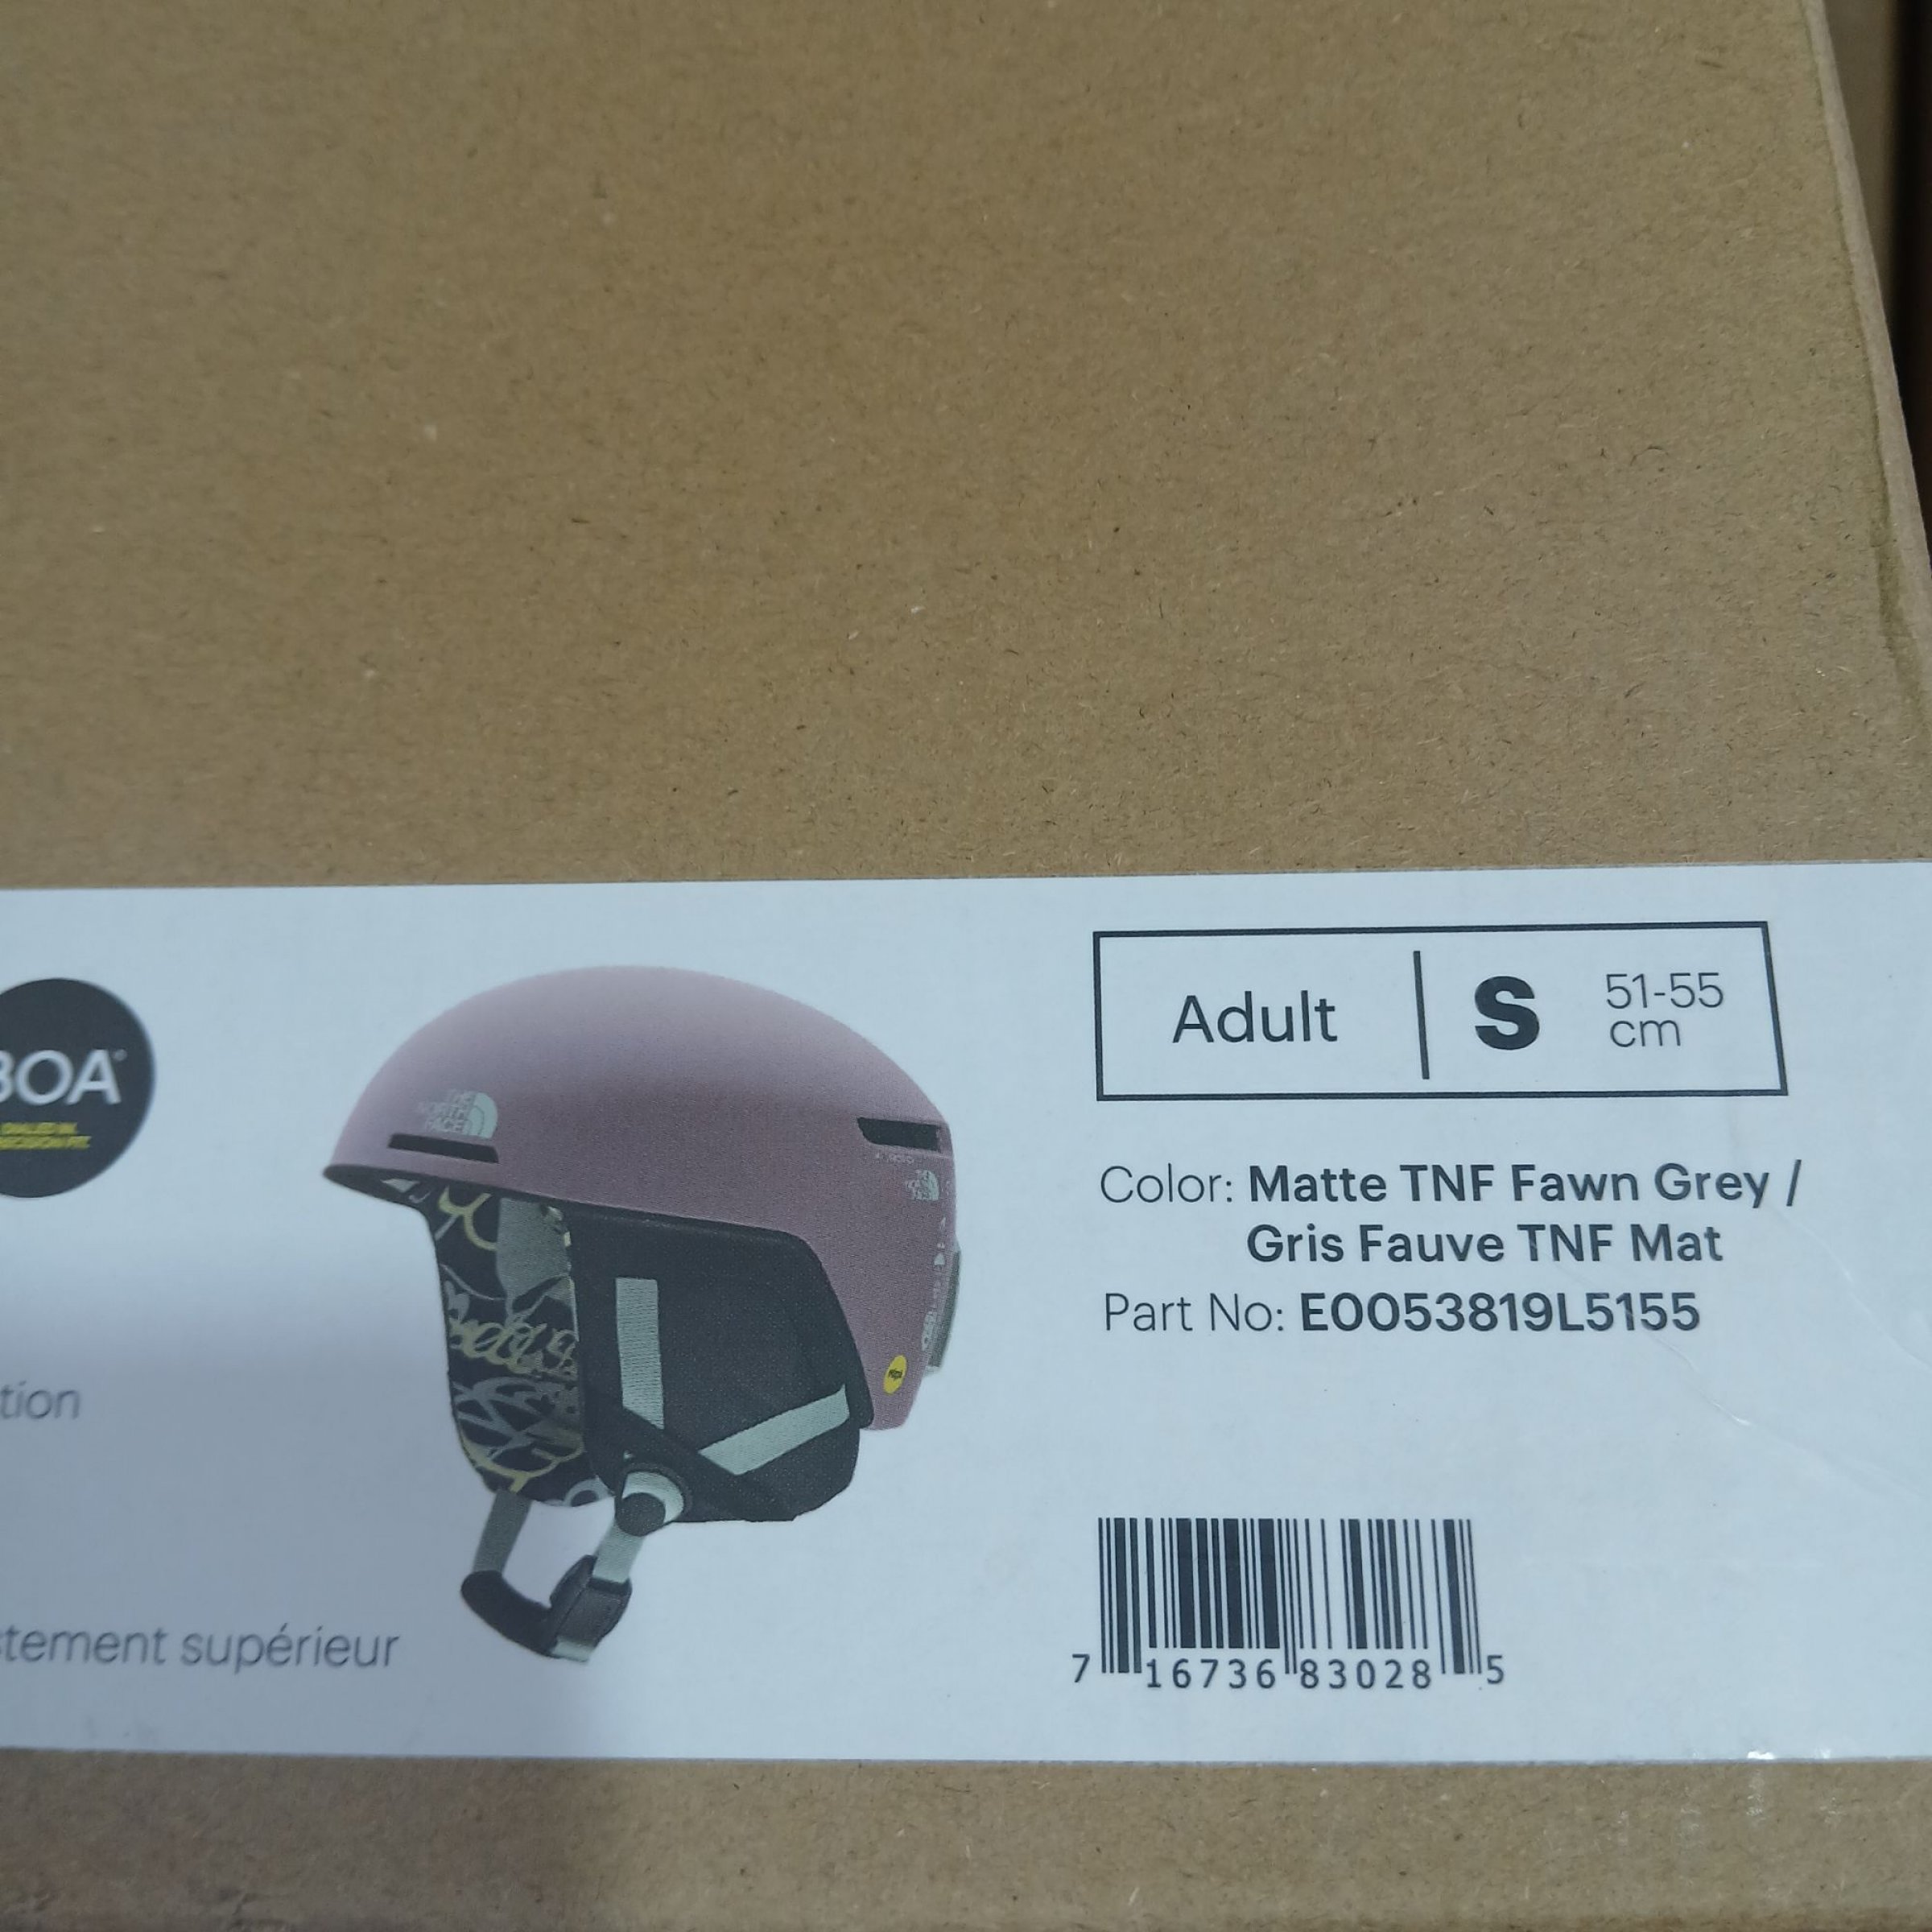 Adult | S 51-55 cm
BOA
THE
NORTH
FACE
Color: Matte TNF Fawn Grey /
Gris Fauve TNF Mat
Part No: E0053819L5155
tion
stement supérieur
7 16736 83028 5